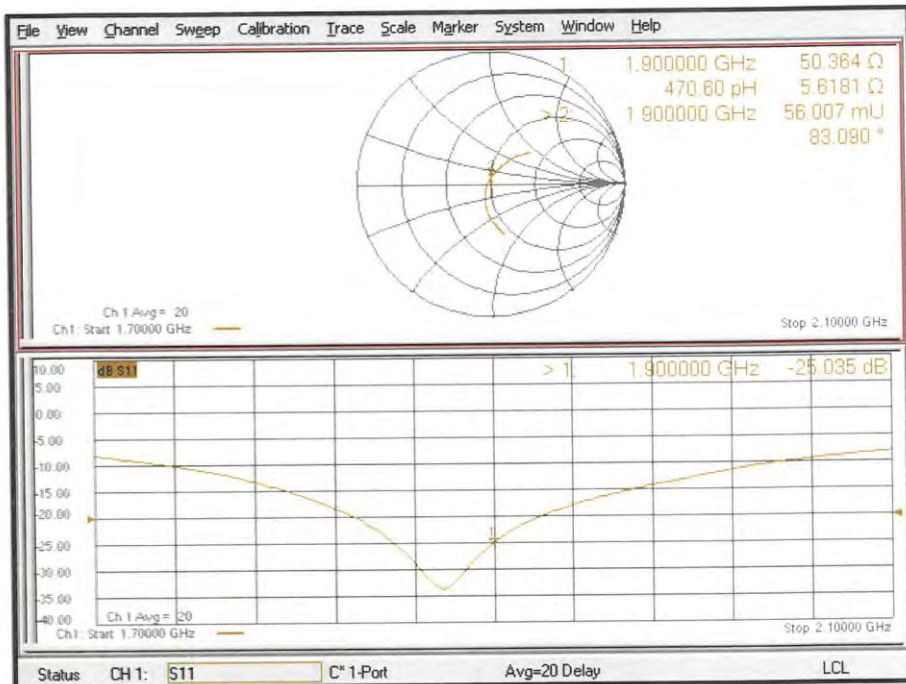 File View Channel Sweep Calibration Trace Scale Marker System Window Help
1: 1.900000 GHz 50.364 Ω
470.60 pH 5.6181 Ω
> 2: 1.900000 GHz 56.007 mU
83.090 °
Ch 1 Avg = 20
Ch1: Start 1.70000 GHz
Stop 2.10000 GHz
10.00 dB S11 > 1: 1.900000 GHz -25.035 dB
5.00
0.00
-5.00
-10.00
-15.00
-20.00
-25.00
-30.00
-35.00
-40.00
1
Ch 1 Avg = 20
Ch1: Start 1.70000 GHz
Stop 2.10000 GHz
Status CH 1: S11 C* 1-Port Avg=20 Delay LCL